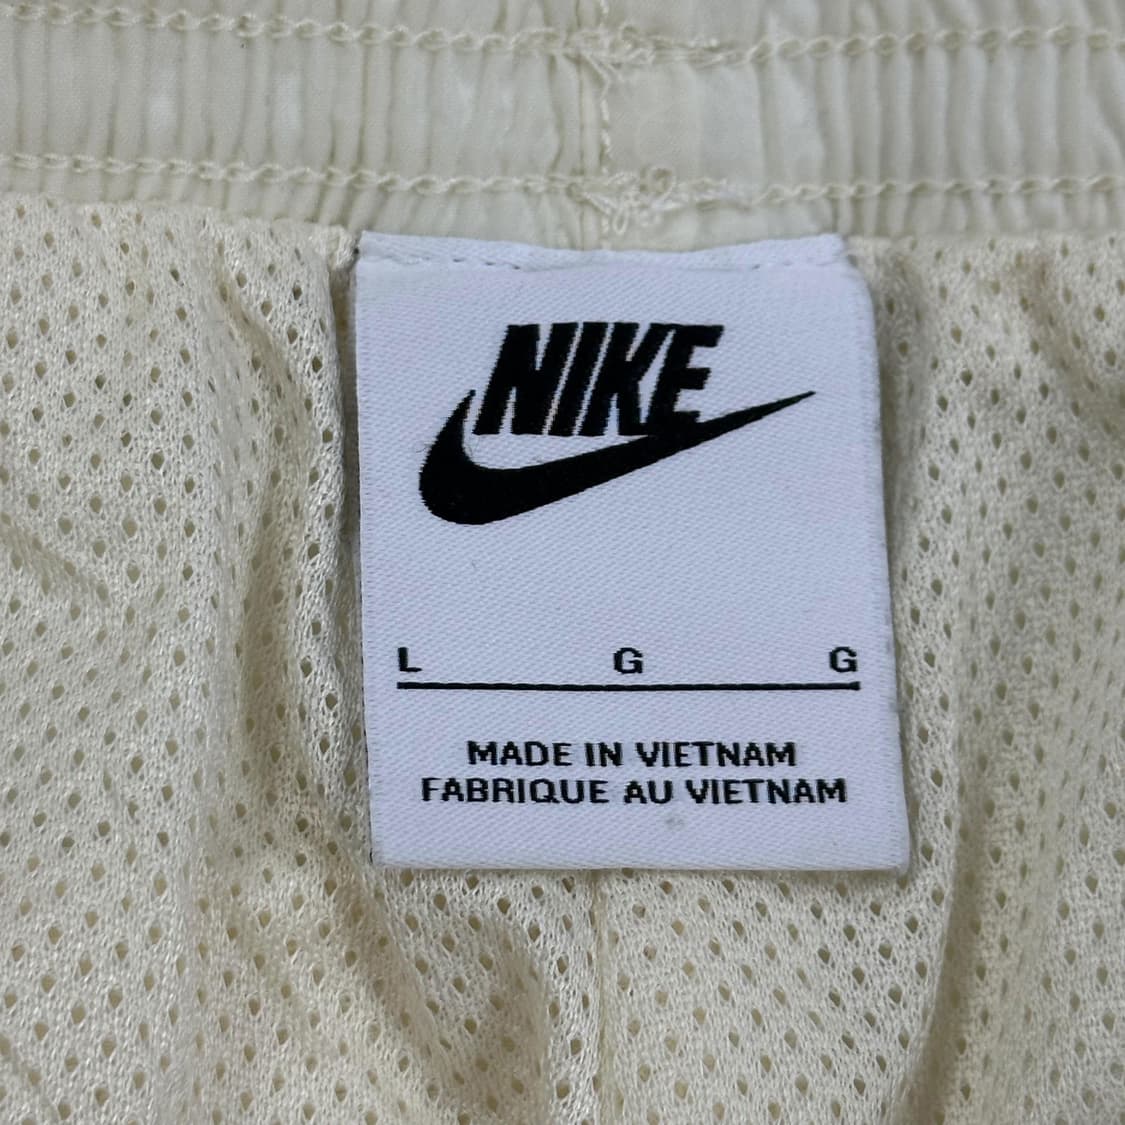 NIKE
L G G
MADE IN VIETNAM
FABRIQUE AU VIETNAM